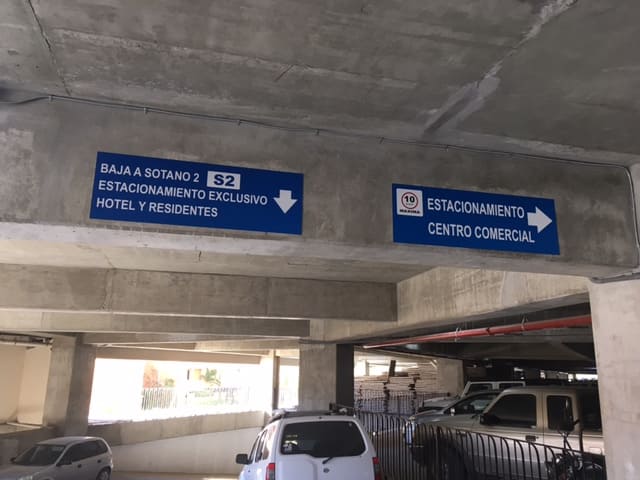 BAJA A SOTANO 2 S2
ESTACIONAMIENTO EXCLUSIVO
HOTEL Y RESIDENTES
10
MAXIMA
ESTACIONAMIENTO
CENTRO COMERCIAL